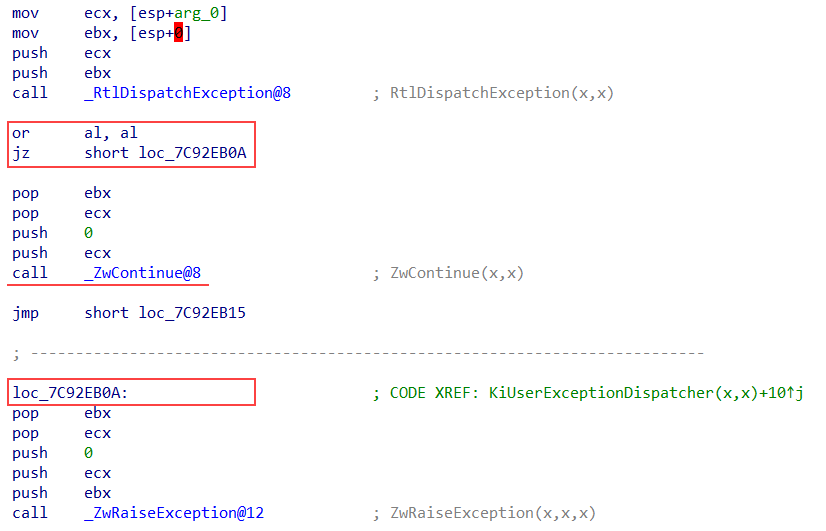 mov ecx, [esp+arg_0]
mov ebx, [esp+0]
push ecx
push ebx
call _RtlDispatchException@8 ; RtlDispatchException(x,x)
or al, al
jz short loc_7C92EB0A
pop ebx
pop ecx
push 0
push ecx
call _ZwContinue@8 ; ZwContinue(x,x)
jmp short loc_7C92EB15
; ---------------------------------------------------------------------------
loc_7C92EB0A: ; CODE XREF: KiUserExceptionDispatcher(x,x)+10↑j
pop ebx
pop ecx
push 0
push ecx
push ebx
call _ZwRaiseException@12 ; ZwRaiseException(x,x,x)